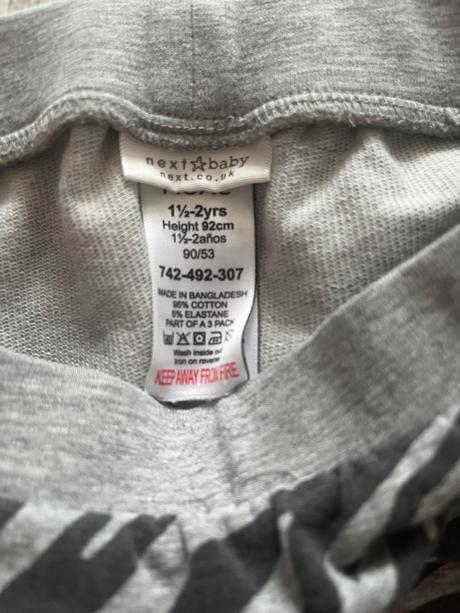 next☆baby
next.co.uk
1½-2yrs
Height 92cm
1½-2años
90/53
742-492-307
MADE IN BANGLADESH
95% COTTON
5% ELASTANE
PART OF A 3 PACK
Wash inside out
Iron on reverse
KEEP AWAY FROM FIRE